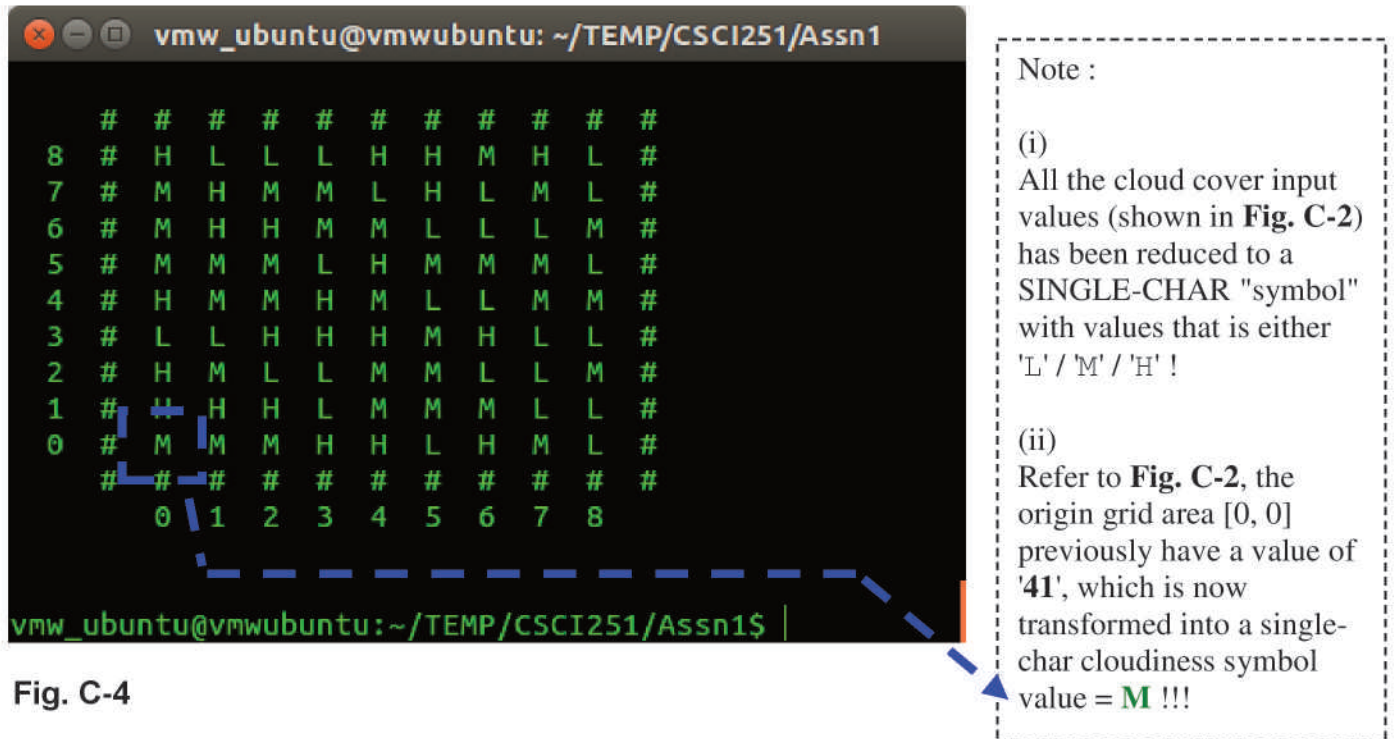 vmw_ubuntu@vmwubuntu: ~/TEMP/CSCI251/Assn1
# # # # # # # # # # #
8 # H L L L H H M H L #
7 # M H M M L H L M L #
6 # M H H M M L L L M #
5 # M M M L H M M M L #
4 # H M M H M L L M M #
3 # L L H H H M H L L #
2 # H M L L M M L L M #
1 # H H H L M M M L L #
0 # M M M H H L H M L #
# # # # # # # # # # #
0 1 2 3 4 5 6 7 8
vmw_ubuntu@vmwubuntu:~/TEMP/CSCI251/Assn1$
Fig. C-4
Note :
(i)
All the cloud cover input
values (shown in Fig. C-2)
has been reduced to a
SINGLE-CHAR "symbol"
with values that is either
'L' / 'M' / 'H' !
(ii)
Refer to Fig. C-2, the
origin grid area [0, 0]
previously have a value of
'41', which is now
transformed into a single-
char cloudiness symbol
value = M !!!